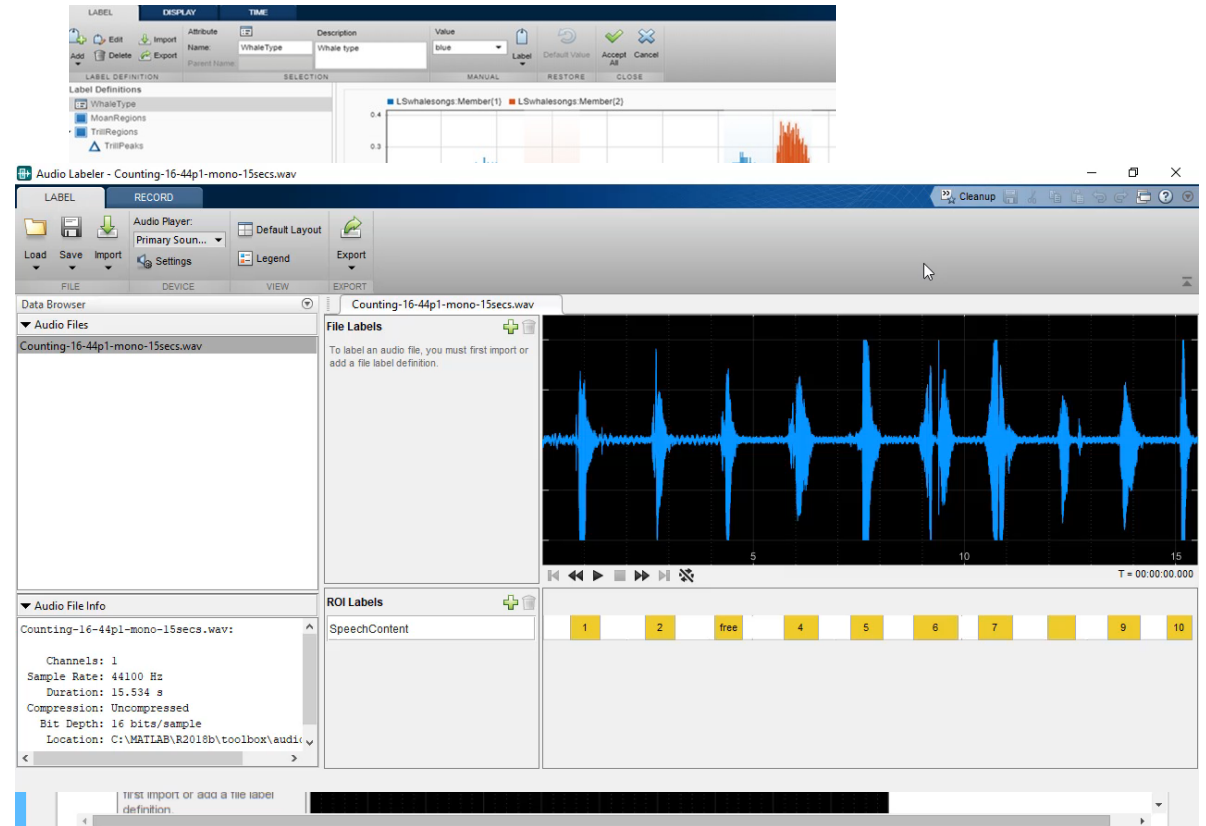 LABEL DISPLAY TIME
Add Edit Delete Import Export
Attribute Description Value
Name: WhaleType Whale type blue
Parent Name
Label Default Value Accept All Cancel
LABEL DEFINITION SELECTION MANUAL RESTORE CLOSE
Label Definitions
WhaleType
MoanRegions
TrillRegions
TrillPeaks
LSwhalesongs:Member{1} LSwhalesongs:Member{2}
0.4
0.3
Audio Labeler - Counting-16-44p1-mono-15secs.wav
LABEL RECORD
Cleanup
Load Save Import
Audio Player:
Primary Soun...
Settings
Default Layout
Legend
Export
FILE DEVICE VIEW EXPORT
Data Browser
Audio Files
Counting-16-44p1-mono-15secs.wav
Counting-16-44p1-mono-15secs.wav
File Labels
To label an audio file, you must first import or
add a file label definition.
5 10 15
T = 00:00:00.000
Audio File Info
Counting-16-44p1-mono-15secs.wav:
Channels: 1
Sample Rate: 44100 Hz
Duration: 15.534 s
Compression: Uncompressed
Bit Depth: 16 bits/sample
Location: C:\MATLAB\R2018b\toolbox\audio
ROI Labels
SpeechContent
1 2 free 4 5 6 7 9 10
first import or add a file label
definition.